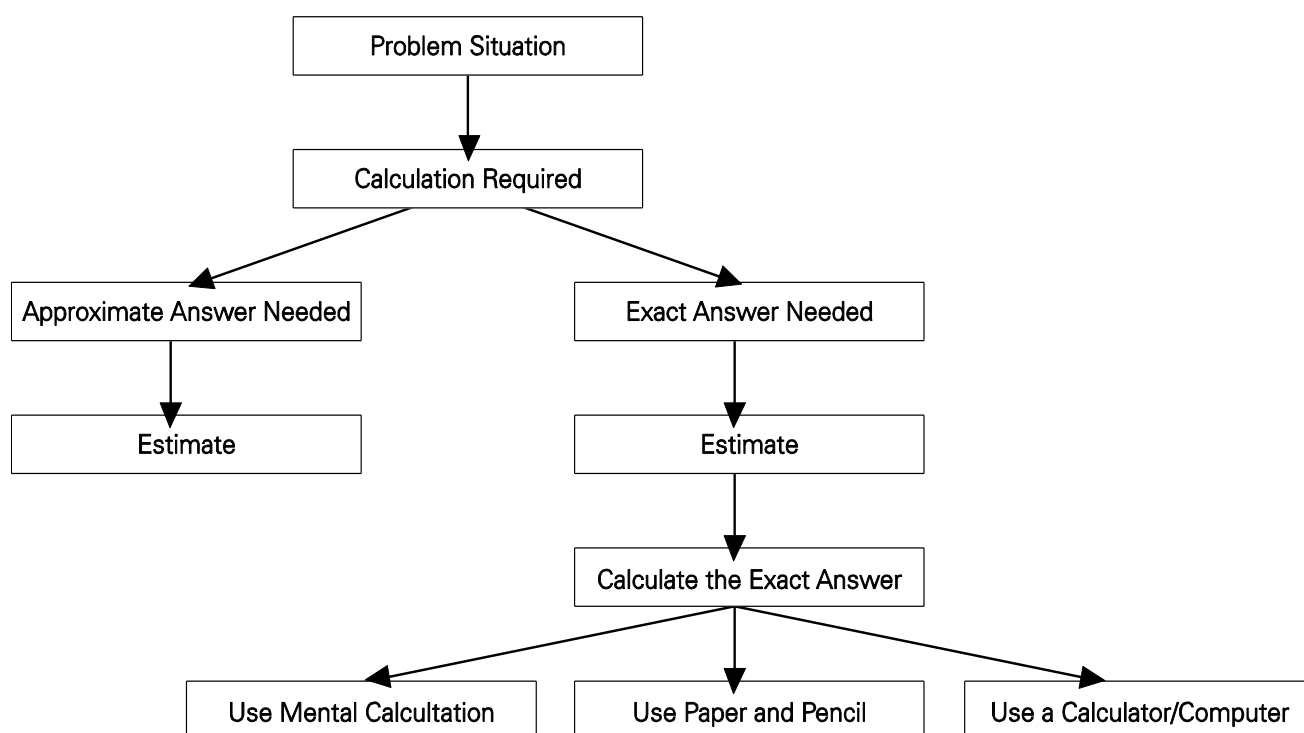 Problem Situation
Calculation Required
Approximate Answer Needed
Exact Answer Needed
Estimate
Estimate
Calculate the Exact Answer
Use Mental Calcultation
Use Paper and Pencil
Use a Calculator/Computer